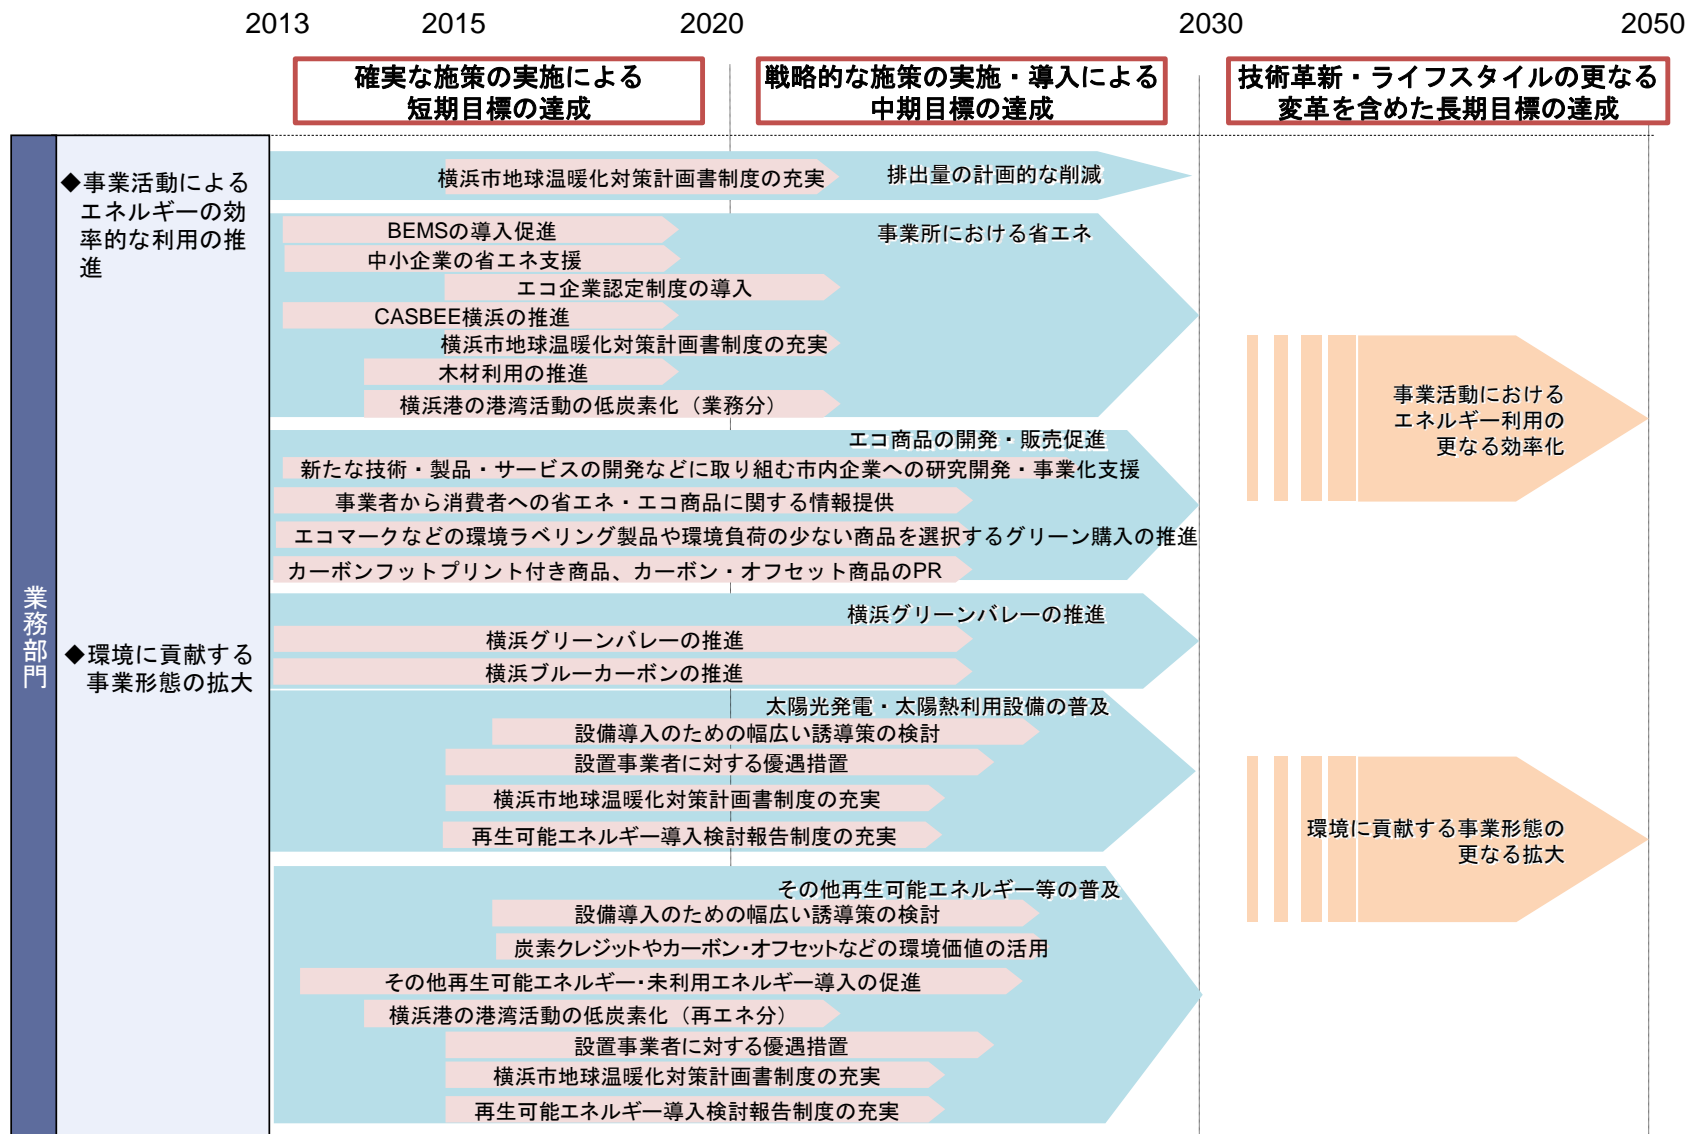 2013 2015 2020 2030 2050
確実な施策の実施による
短期目標の達成
戦略的な施策の実施・導入による
中期目標の達成
技術革新・ライフスタイルの更なる
変革を含めた長期目標の達成
業務部門
◆事業活動による
エネルギーの効
率的な利用の推
進
横浜市地球温暖化対策計画書制度の充実
排出量の計画的な削減
BEMSの導入促進
事業所における省エネ
中小企業の省エネ支援
エコ企業認定制度の導入
CASBEE横浜の推進
横浜市地球温暖化対策計画書制度の充実
木材利用の推進
横浜港の港湾活動の低炭素化（業務分）
事業活動における
エネルギー利用の
更なる効率化
エコ商品の開発・販売促進
新たな技術・製品・サービスの開発などに取り組む市内企業への研究開発・事業化支援
事業者から消費者への省エネ・エコ商品に関する情報提供
エコマークなどの環境ラベリング製品や環境負荷の少ない商品を選択するグリーン購入の推進
カーボンフットプリント付き商品、カーボン・オフセット商品のPR
◆環境に貢献する
事業形態の拡大
横浜グリーンバレーの推進
横浜グリーンバレーの推進
横浜ブルーカーボンの推進
太陽光発電・太陽熱利用設備の普及
設備導入のための幅広い誘導策の検討
設置事業者に対する優遇措置
横浜市地球温暖化対策計画書制度の充実
再生可能エネルギー導入検討報告制度の充実
環境に貢献する事業形態の
更なる拡大
その他再生可能エネルギー等の普及
設備導入のための幅広い誘導策の検討
炭素クレジットやカーボン・オフセットなどの環境価値の活用
その他再生可能エネルギー・未利用エネルギー導入の促進
横浜港の港湾活動の低炭素化（再エネ分）
設置事業者に対する優遇措置
横浜市地球温暖化対策計画書制度の充実
再生可能エネルギー導入検討報告制度の充実